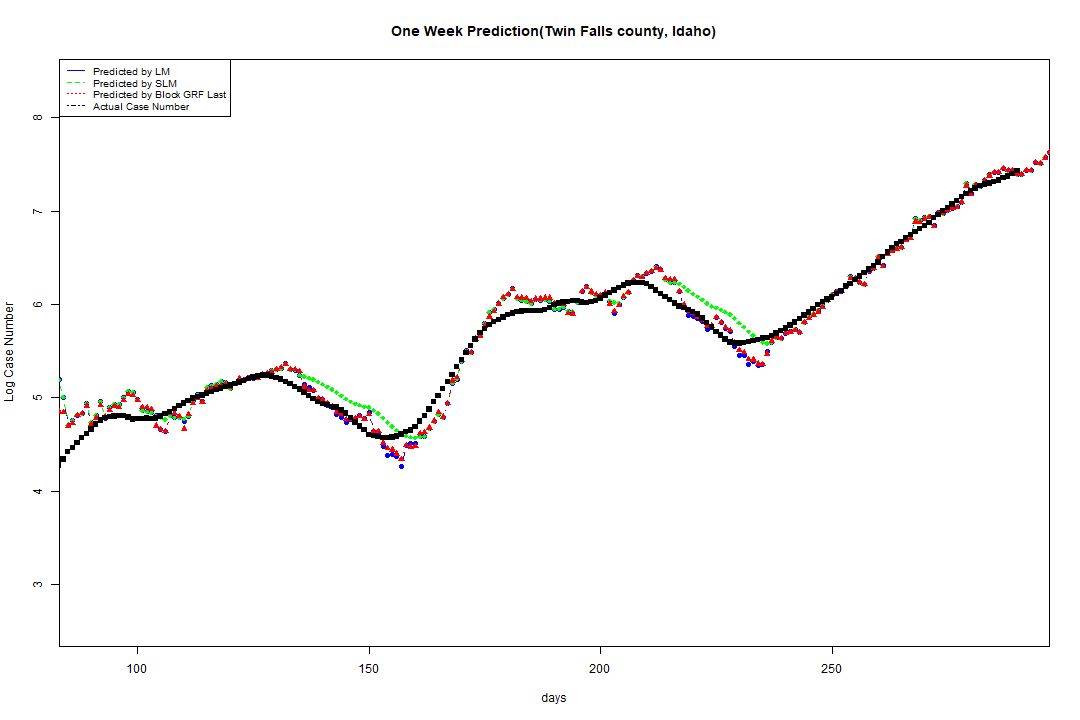 One Week Prediction(Twin Falls county, Idaho)
Predicted by LM
Predicted by SLM
Predicted by Block GRF Last
Actual Case Number
8
7
6
5
4
3
Log Case Number
100 150 200 250
days